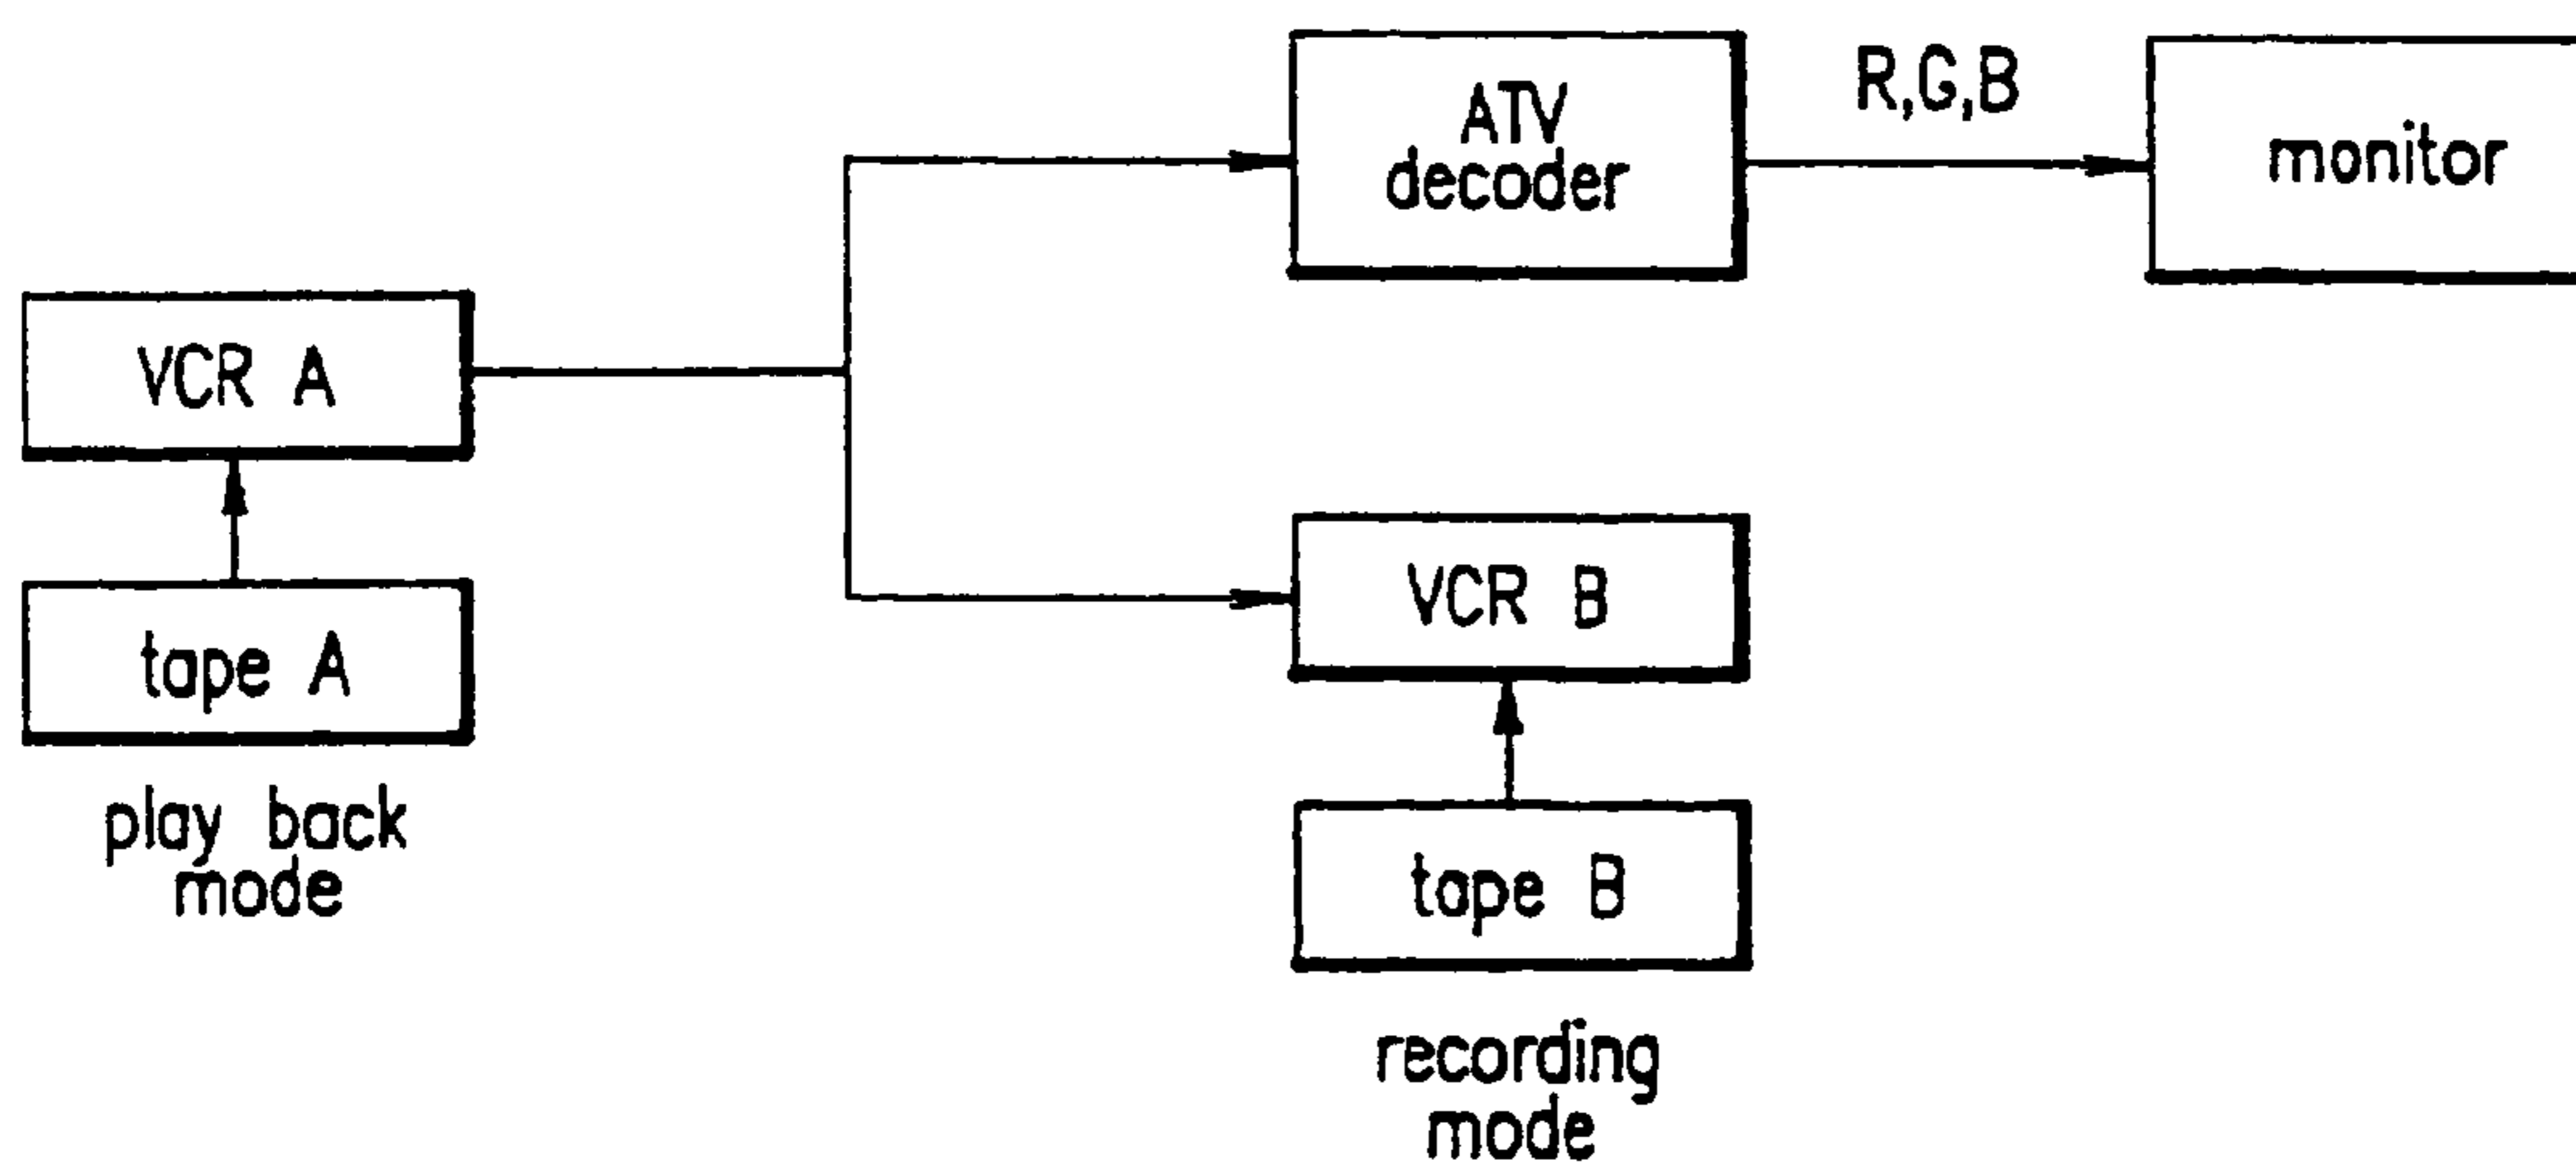 ATV
decoder
R,G,B
monitor
VCR A
VCR B
tape A
play back
mode
tape B
recording
mode